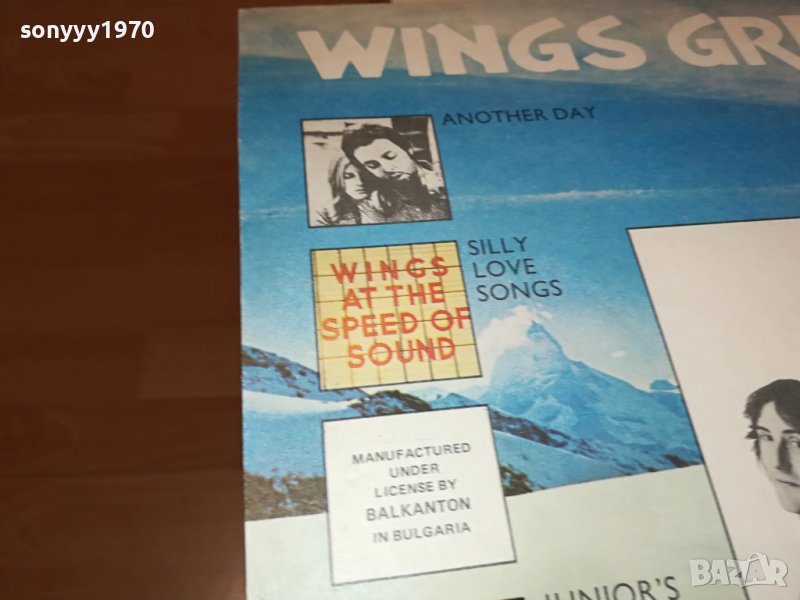 sonyyy1970
WINGS GR
ANOTHER DAY
WINGS
AT THE
SPEED OF
SOUND
SILLY
LOVE
SONGS
MANUFACTURED
UNDER
LICENSE BY
BALKANTON
IN BULGARIA
JUNIOR'S
BAZAR